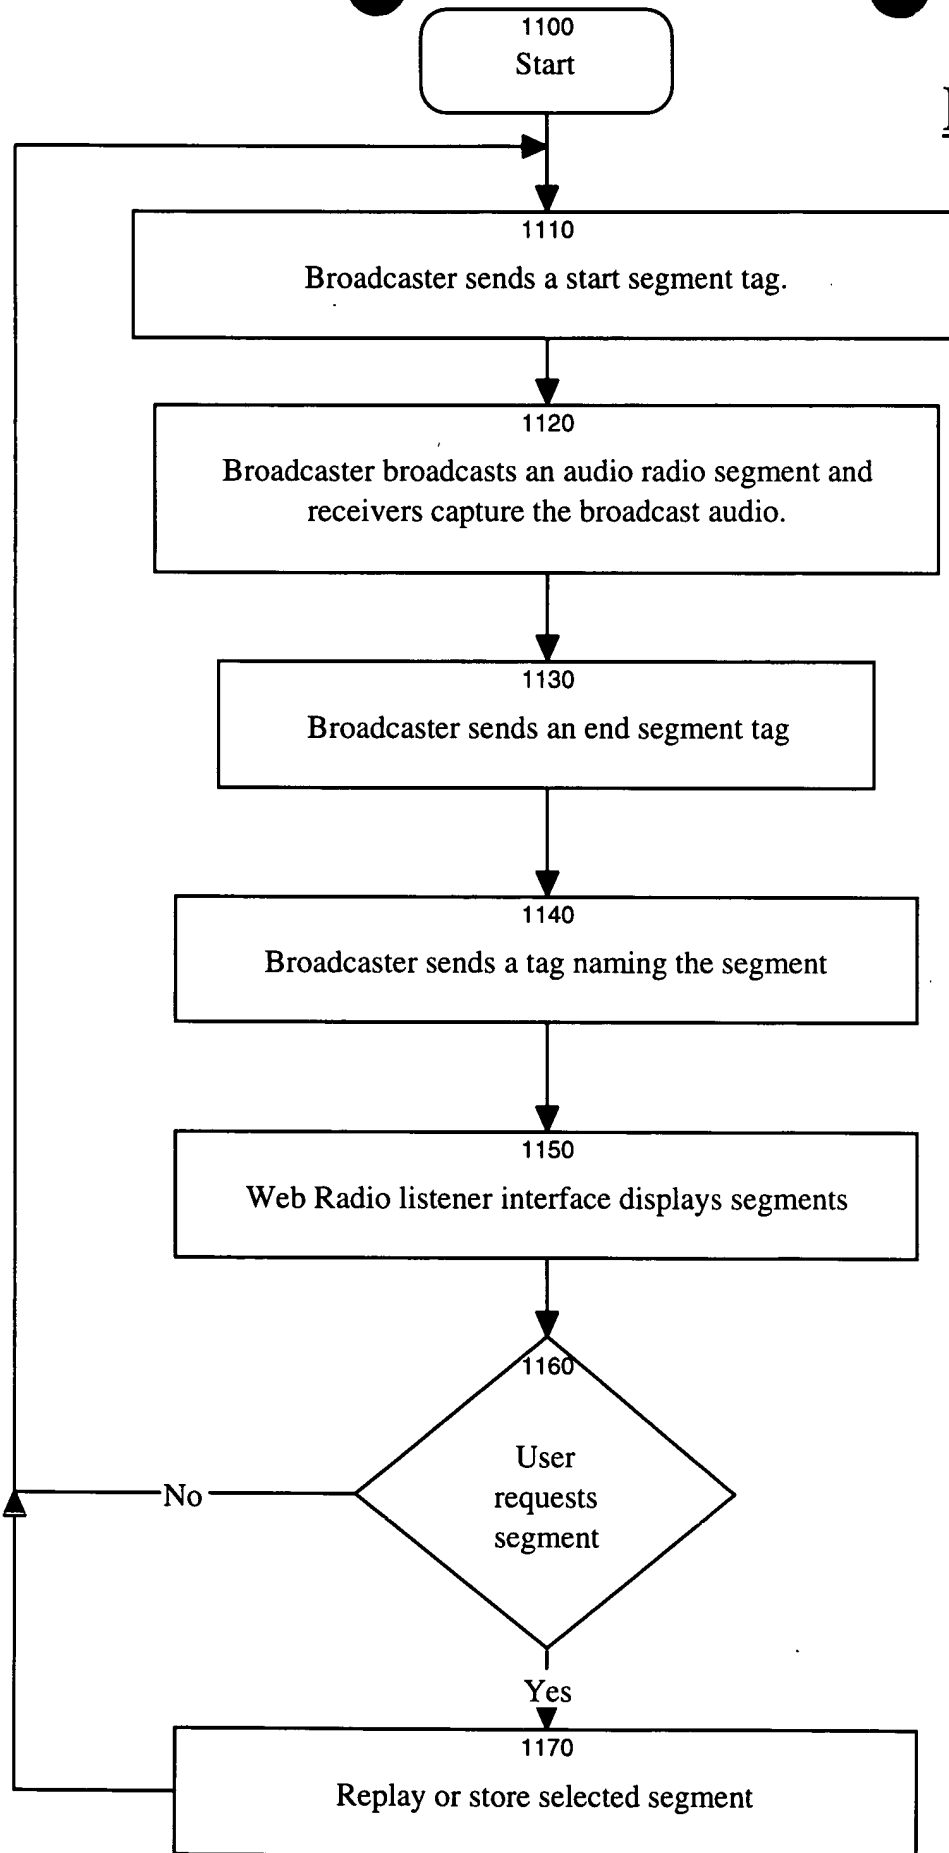 1100
Start
1110
Broadcaster sends a start segment tag.
1120
Broadcaster broadcasts an audio radio segment and
receivers capture the broadcast audio.
1130
Broadcaster sends an end segment tag
1140
Broadcaster sends a tag naming the segment
1150
Web Radio listener interface displays segments
1160
User
requests
segment
No
Yes
1170
Replay or store selected segment